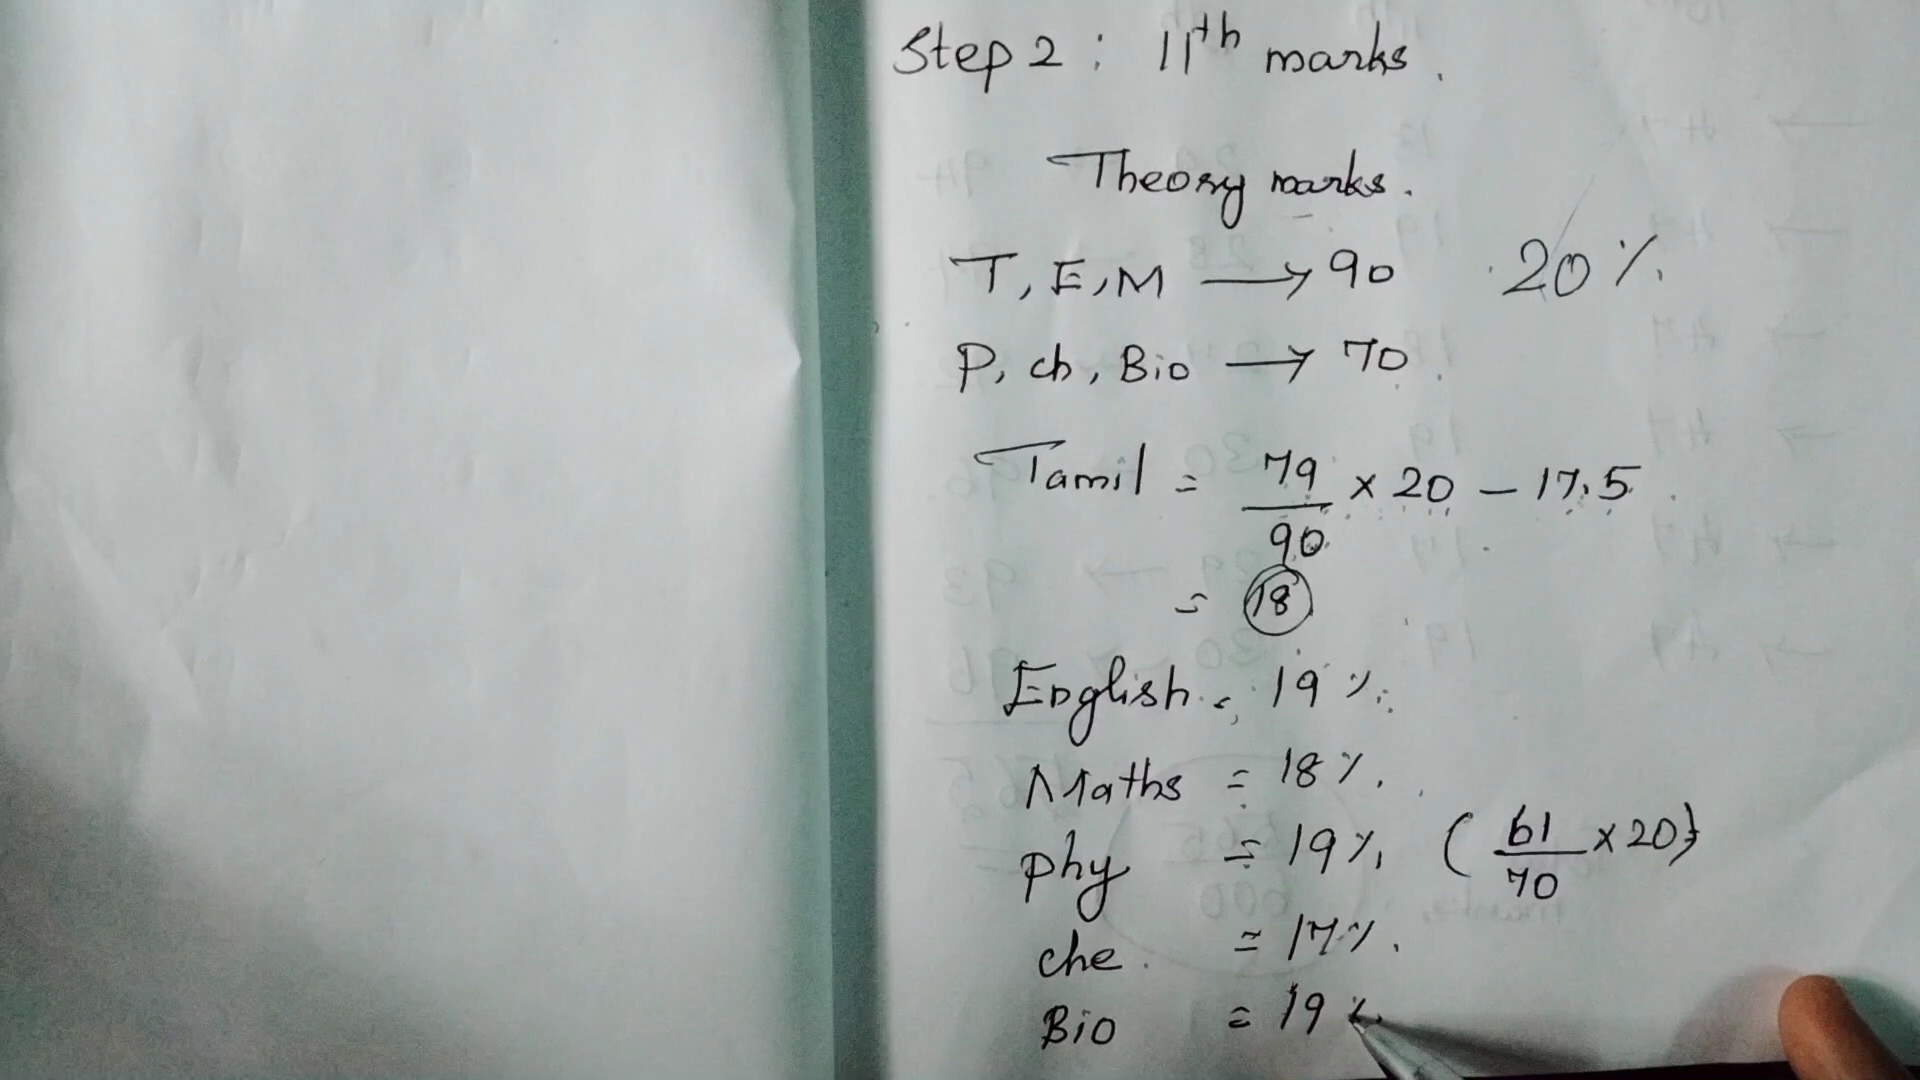 Step 2 : 11th marks.
Theory marks.
T, E, M → 90 20%
P, ch, Bio → 70
Tamil = 79/90 × 20 – 17.5
= 18
English = 19%
Maths = 18%
phy = 19% (61/70 × 20)
che = 17%
Bio = 19%